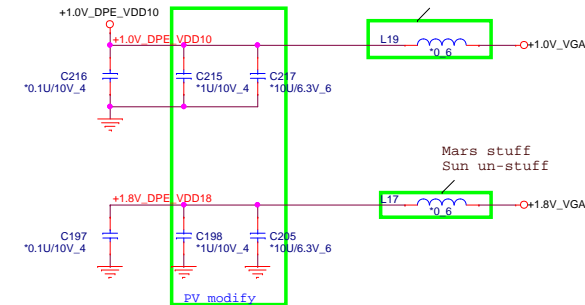 +1.0V_DPE_VDD10
+1.0V_DPE_VDD10
L19
*0_6
+1.0V_VGA
C216
*0.1U/10V_4
C215
*1U/10V_4
C217
*10U/6.3V_6
Mars stuff
Sun un-stuff
+1.8V_DPE_VDD18
L17
*0_6
+1.8V_VGA
C197
*0.1U/10V_4
C198
*1U/10V_4
C205
*10U/6.3V_6
PV modify